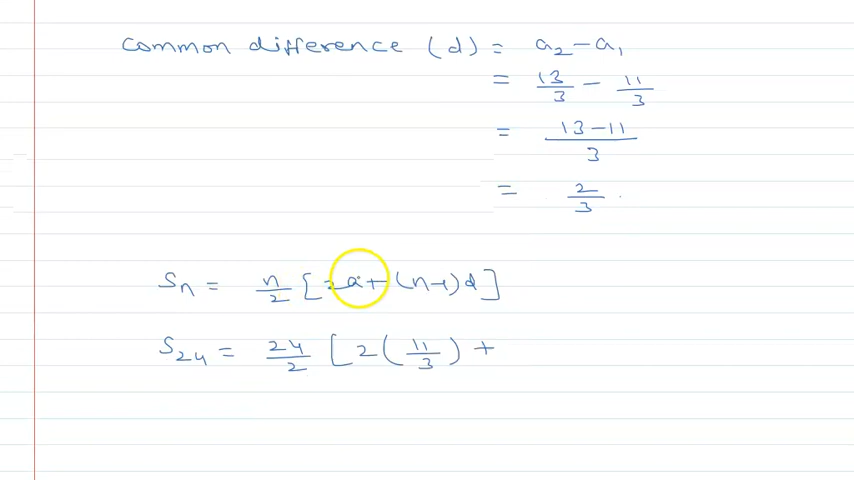 common difference (d) = a₂ – a₁
= 13/3 – 11/3
= 13 – 11/3
= 2/3
Sn = n/2 [2a + (n-1)d]
S24 = 24/2 [2(11/3) +